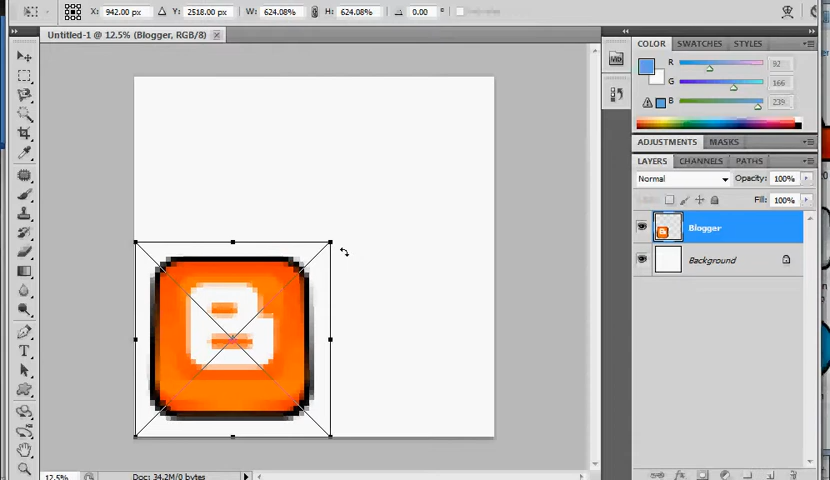 X: 942.00 px Y: 2518.00 px W: 624.08% H: 624.08% 0.00 °
Untitled-1 @ 12.5% (Blogger, RGB/8) x
COLOR SWATCHES STYLES
R 92
G 166
B 239
ADJUSTMENTS MASKS
LAYERS CHANNELS PATHS
Normal Opacity: 100%
Fill: 100%
Blogger
Background
12.5% Doc: 34.2M/0 bytes